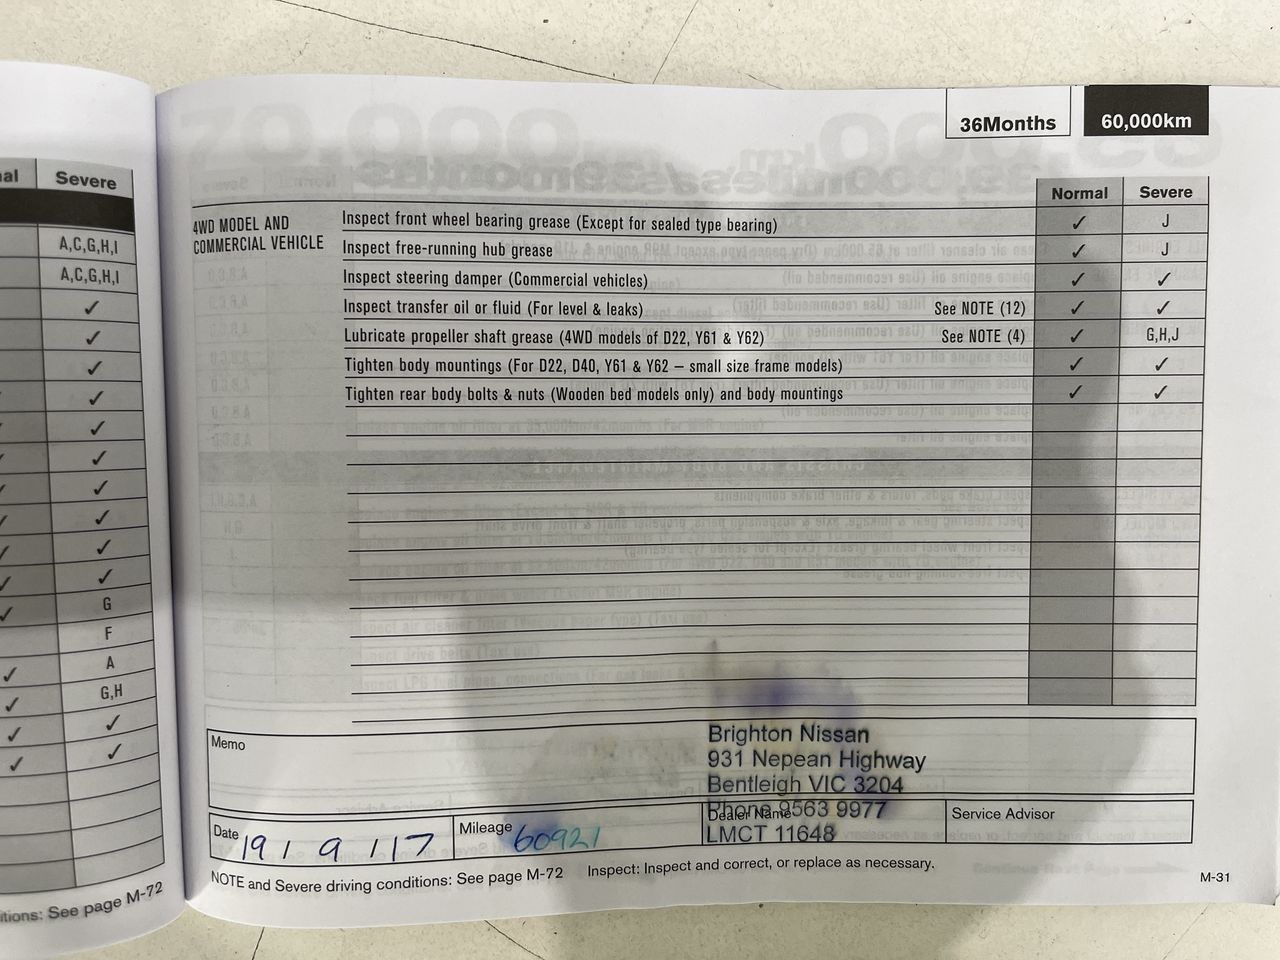 al Severe
A,C,G,H,I
A,C,G,H,I
✓
✓
✓
✓ ✓
✓ ✓
✓ ✓
✓ ✓
✓ ✓
✓ ✓
✓ ✓
✓ G
F
✓ A
✓ G,H
✓ ✓
✓ ✓
itions: See page M-72
36Months 60,000km
Normal Severe
4WD MODEL AND
COMMERCIAL VEHICLE
Inspect front wheel bearing grease (Except for sealed type bearing) ✓ J
Inspect free-running hub grease ✓ J
Inspect steering damper (Commercial vehicles) ✓ ✓
Inspect transfer oil or fluid (For level & leaks) See NOTE (12) ✓ ✓
Lubricate propeller shaft grease (4WD models of D22, Y61 & Y62) See NOTE (4) ✓ G,H,J
Tighten body mountings (For D22, D40, Y61 & Y62 – small size frame models) ✓ ✓
Tighten rear body bolts & nuts (Wooden bed models only) and body mountings ✓ ✓
Memo
Brighton Nissan
931 Nepean Highway
Bentleigh VIC 3204
Phone 9563 9977
LMCT 11648
Date 19 / 9 / 17 Mileage 60921 Dealer Name Service Advisor
NOTE and Severe driving conditions: See page M-72 Inspect: Inspect and correct, or replace as necessary.
M-31